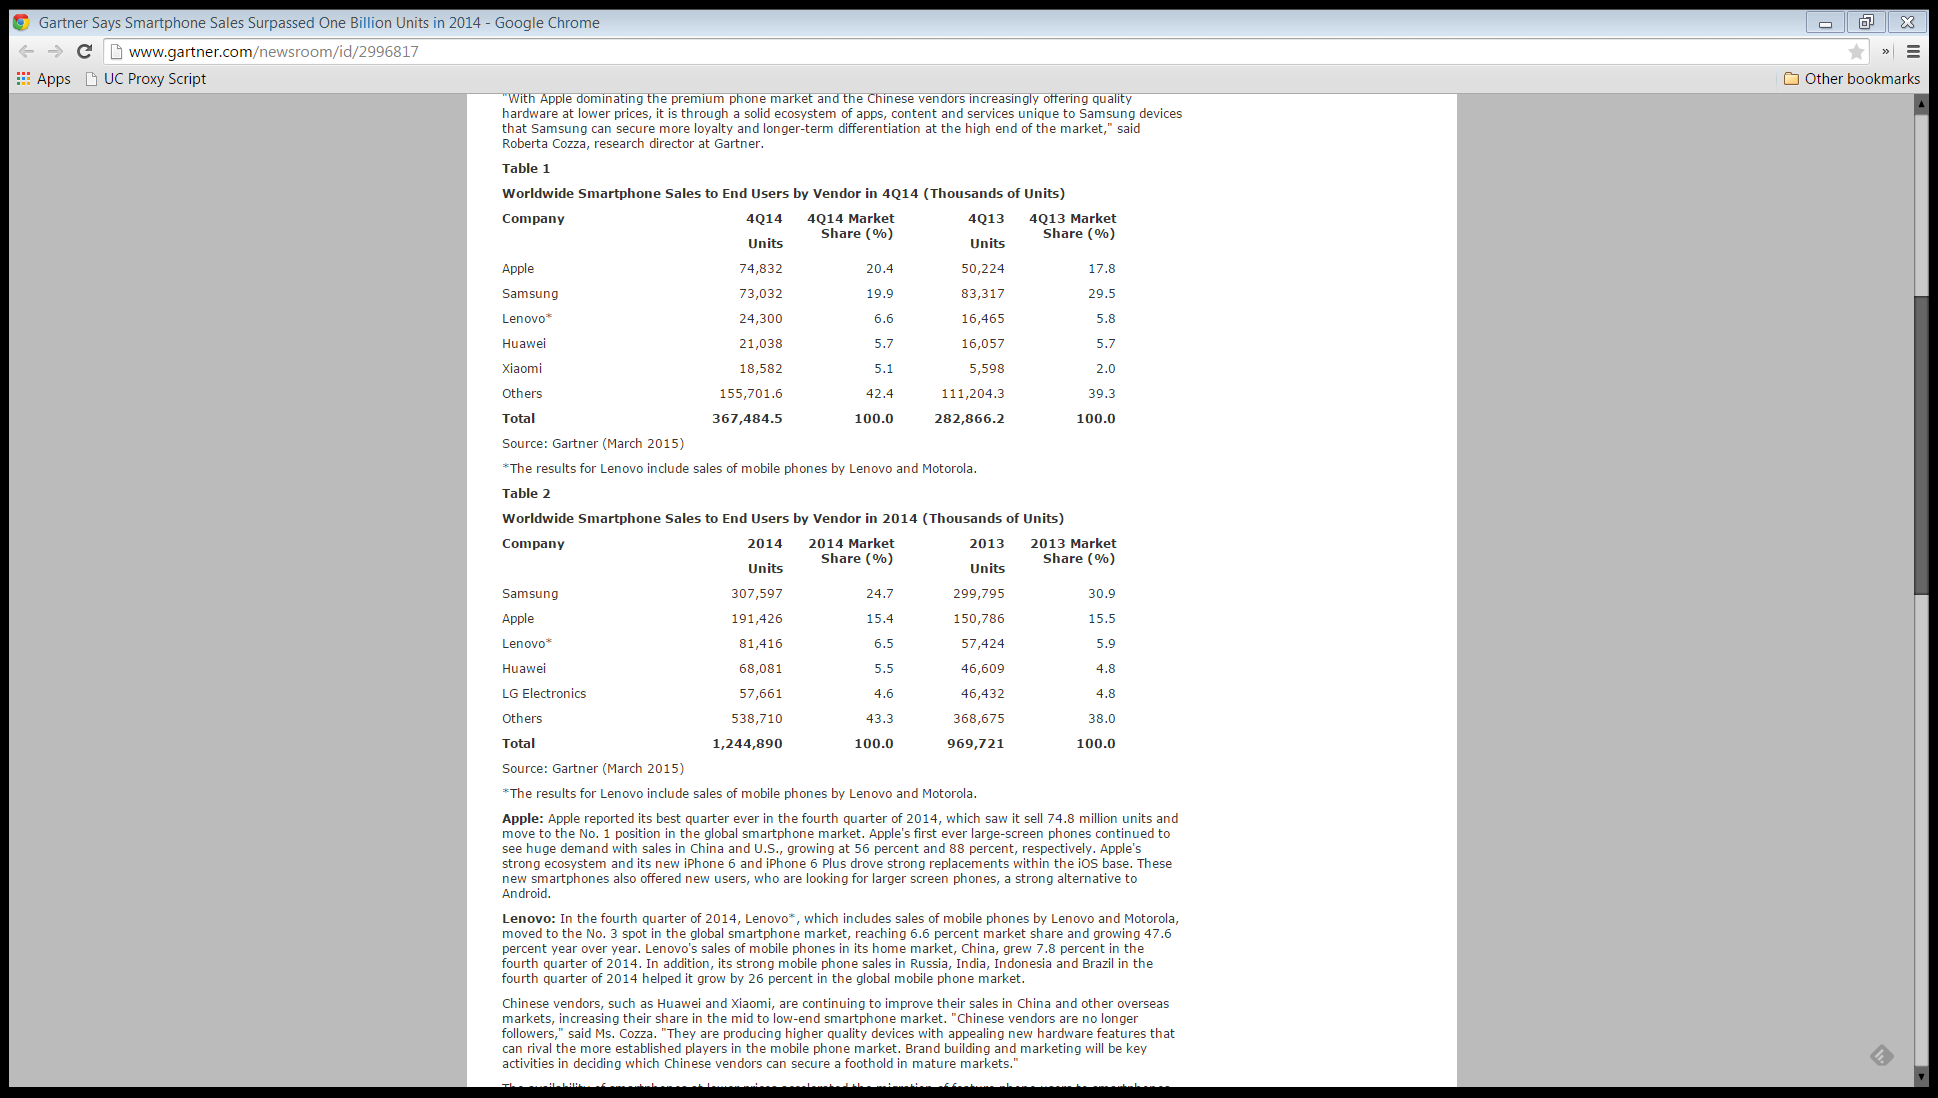 Gartner Says Smartphone Sales Surpassed One Billion Units in 2014 - Google Chrome
www.gartner.com/newsroom/id/2996817
»
Apps UC Proxy Script Other bookmarks
"With Apple dominating the premium phone market and the Chinese vendors increasingly offering quality
hardware at lower prices, it is through a solid ecosystem of apps, content and services unique to Samsung devices
that Samsung can secure more loyalty and longer-term differentiation at the high end of the market," said
Roberta Cozza, research director at Gartner.
Table 1
Worldwide Smartphone Sales to End Users by Vendor in 4Q14 (Thousands of Units)
Company 4Q14 4Q14 Market 4Q13 4Q13 Market
Share (%) Share (%)
Units Units
Apple 74,832 20.4 50,224 17.8
Samsung 73,032 19.9 83,317 29.5
Lenovo* 24,300 6.6 16,465 5.8
Huawei 21,038 5.7 16,057 5.7
Xiaomi 18,582 5.1 5,598 2.0
Others 155,701.6 42.4 111,204.3 39.3
Total 367,484.5 100.0 282,866.2 100.0
Source: Gartner (March 2015)
*The results for Lenovo include sales of mobile phones by Lenovo and Motorola.
Table 2
Worldwide Smartphone Sales to End Users by Vendor in 2014 (Thousands of Units)
Company 2014 2014 Market 2013 2013 Market
Share (%) Share (%)
Units Units
Samsung 307,597 24.7 299,795 30.9
Apple 191,426 15.4 150,786 15.5
Lenovo* 81,416 6.5 57,424 5.9
Huawei 68,081 5.5 46,609 4.8
LG Electronics 57,661 4.6 46,432 4.8
Others 538,710 43.3 368,675 38.0
Total 1,244,890 100.0 969,721 100.0
Source: Gartner (March 2015)
*The results for Lenovo include sales of mobile phones by Lenovo and Motorola.
Apple: Apple reported its best quarter ever in the fourth quarter of 2014, which saw it sell 74.8 million units and
move to the No. 1 position in the global smartphone market. Apple's first ever large-screen phones continued to
see huge demand with sales in China and U.S., growing at 56 percent and 88 percent, respectively. Apple's
strong ecosystem and its new iPhone 6 and iPhone 6 Plus drove strong replacements within the iOS base. These
new smartphones also offered new users, who are looking for larger screen phones, a strong alternative to
Android.
Lenovo: In the fourth quarter of 2014, Lenovo*, which includes sales of mobile phones by Lenovo and Motorola,
moved to the No. 3 spot in the global smartphone market, reaching 6.6 percent market share and growing 47.6
percent year over year. Lenovo's sales of mobile phones in its home market, China, grew 7.8 percent in the
fourth quarter of 2014. In addition, its strong mobile phone sales in Russia, India, Indonesia and Brazil in the
fourth quarter of 2014 helped it grow by 26 percent in the global mobile phone market.
Chinese vendors, such as Huawei and Xiaomi, are continuing to improve their sales in China and other overseas
markets, increasing their share in the mid to low-end smartphone market. "Chinese vendors are no longer
followers," said Ms. Cozza. "They are producing higher quality devices with appealing new hardware features that
can rival the more established players in the mobile phone market. Brand building and marketing will be key
activities in deciding which Chinese vendors can secure a foothold in mature markets."
The availability of smartphones at lower prices accelerated the migration of feature phone users to smartphones